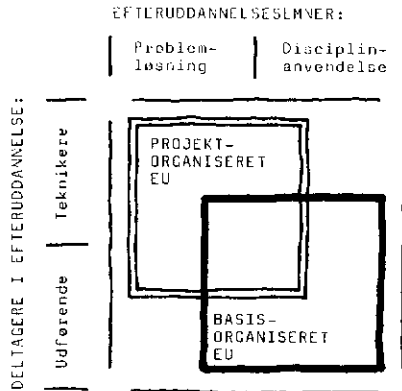 EFTERUDDANNELSESEMNER:
Problem-
løsning
Disciplin-
anvendelse
DELTAGERE I EFTERUDDANNELSE:
Teknikere
Udførende
PROJEKT-
ORGANISERET
EU
BASIS-
ORGANISERET
EU